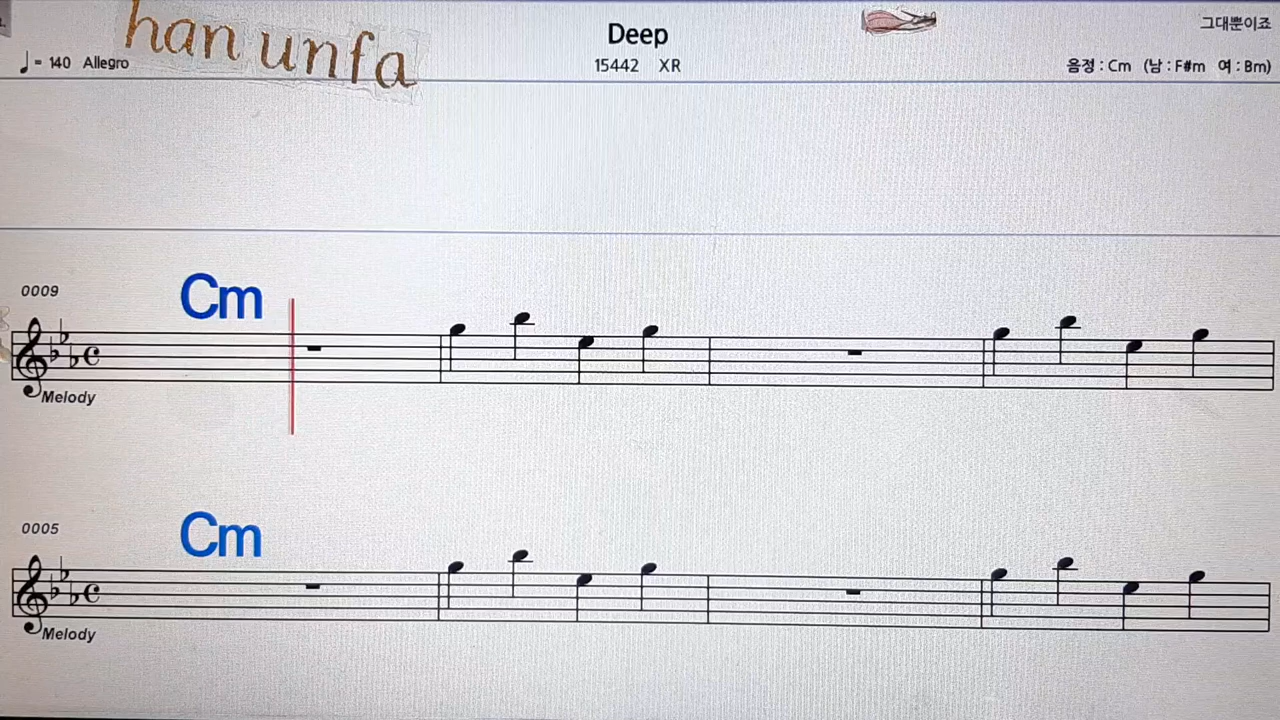 han unfa
Deep
그대뿐이죠
♩ = 140 Allegro
15442 XR
음정 : Cm (남 : F#m 여 : Bm)
0009
Cm
Melody
0005
Cm
Melody